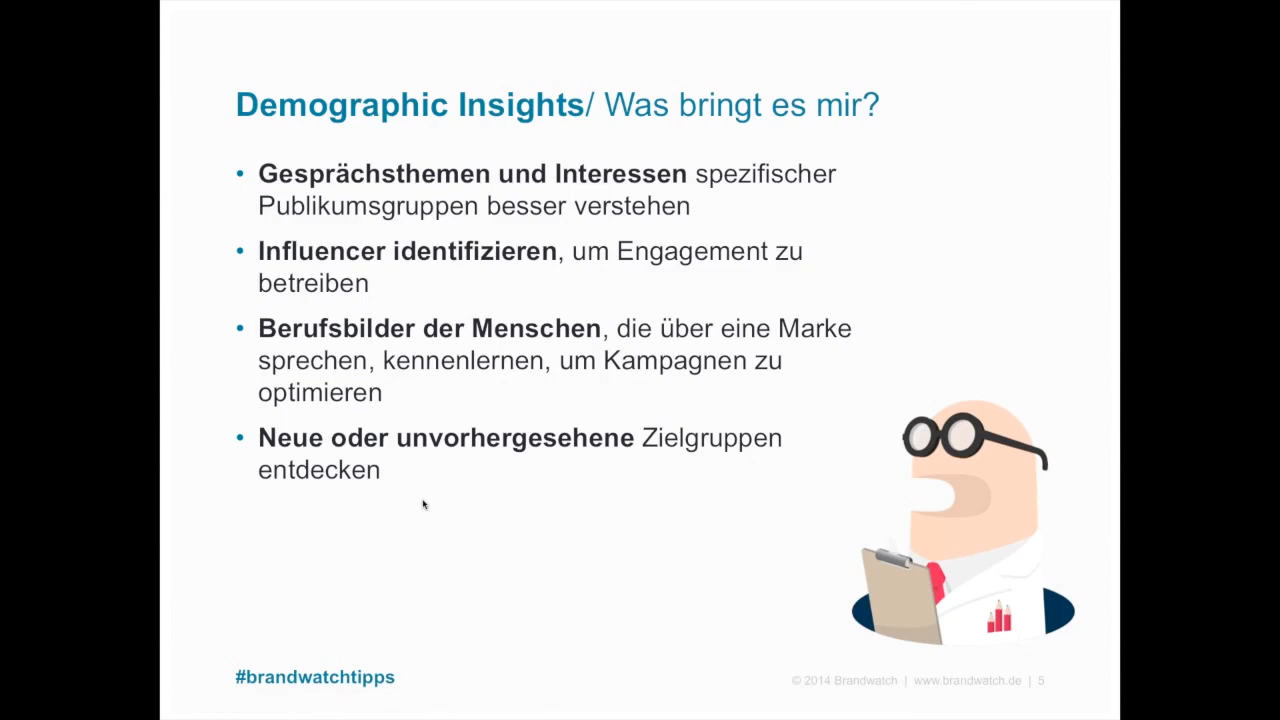 Demographic Insights/ Was bringt es mir?
• Gesprächsthemen und Interessen spezifischer
Publikumsgruppen besser verstehen
• Influencer identifizieren, um Engagement zu
betreiben
• Berufsbilder der Menschen, die über eine Marke
sprechen, kennenlernen, um Kampagnen zu
optimieren
• Neue oder unvorhergesehene Zielgruppen
entdecken
#brandwatchtipps
© 2014 Brandwatch | www.brandwatch.de | 5